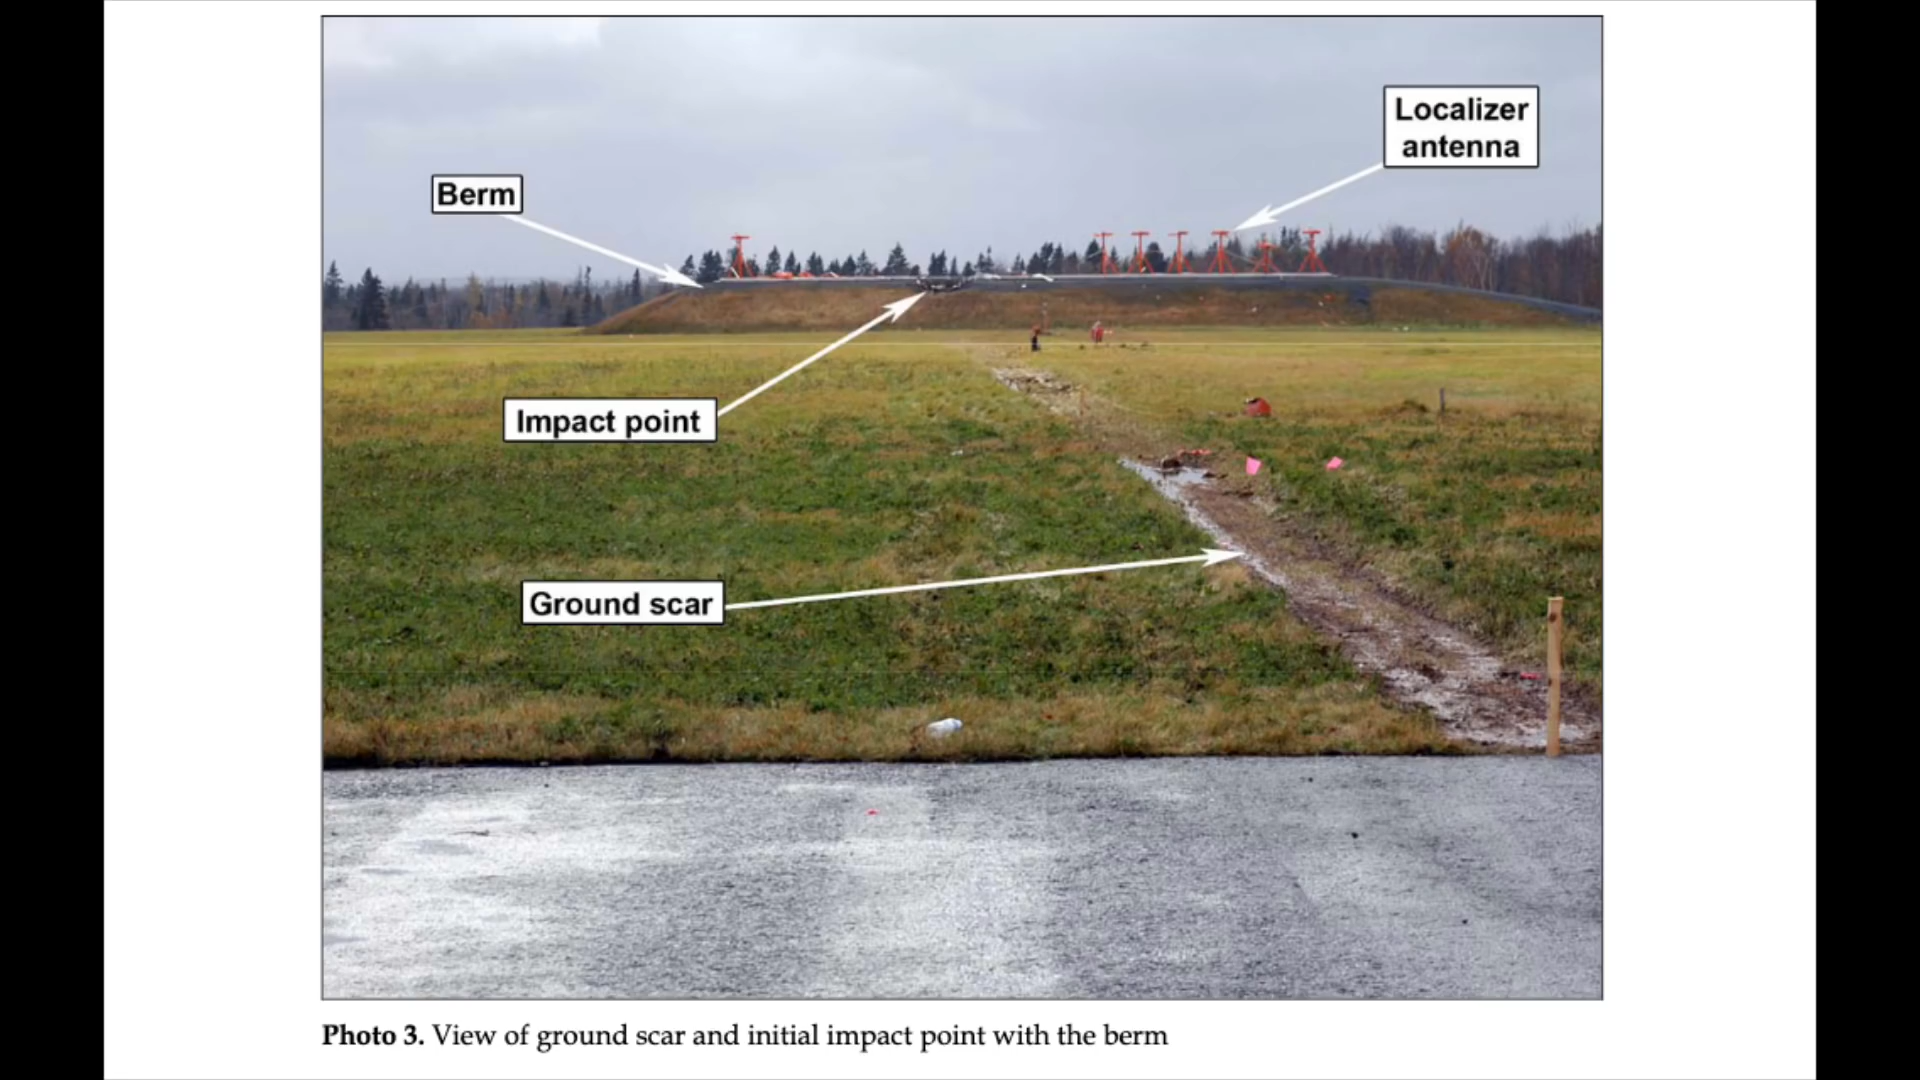 Localizer
antenna
Berm
Impact point
Ground scar
Photo 3. View of ground scar and initial impact point with the berm